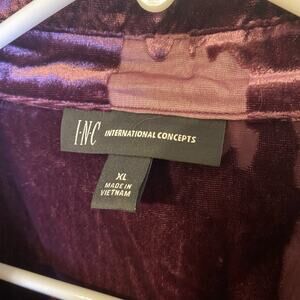 I·N·C INTERNATIONAL CONCEPTS
XL
MADE IN
VIETNAM